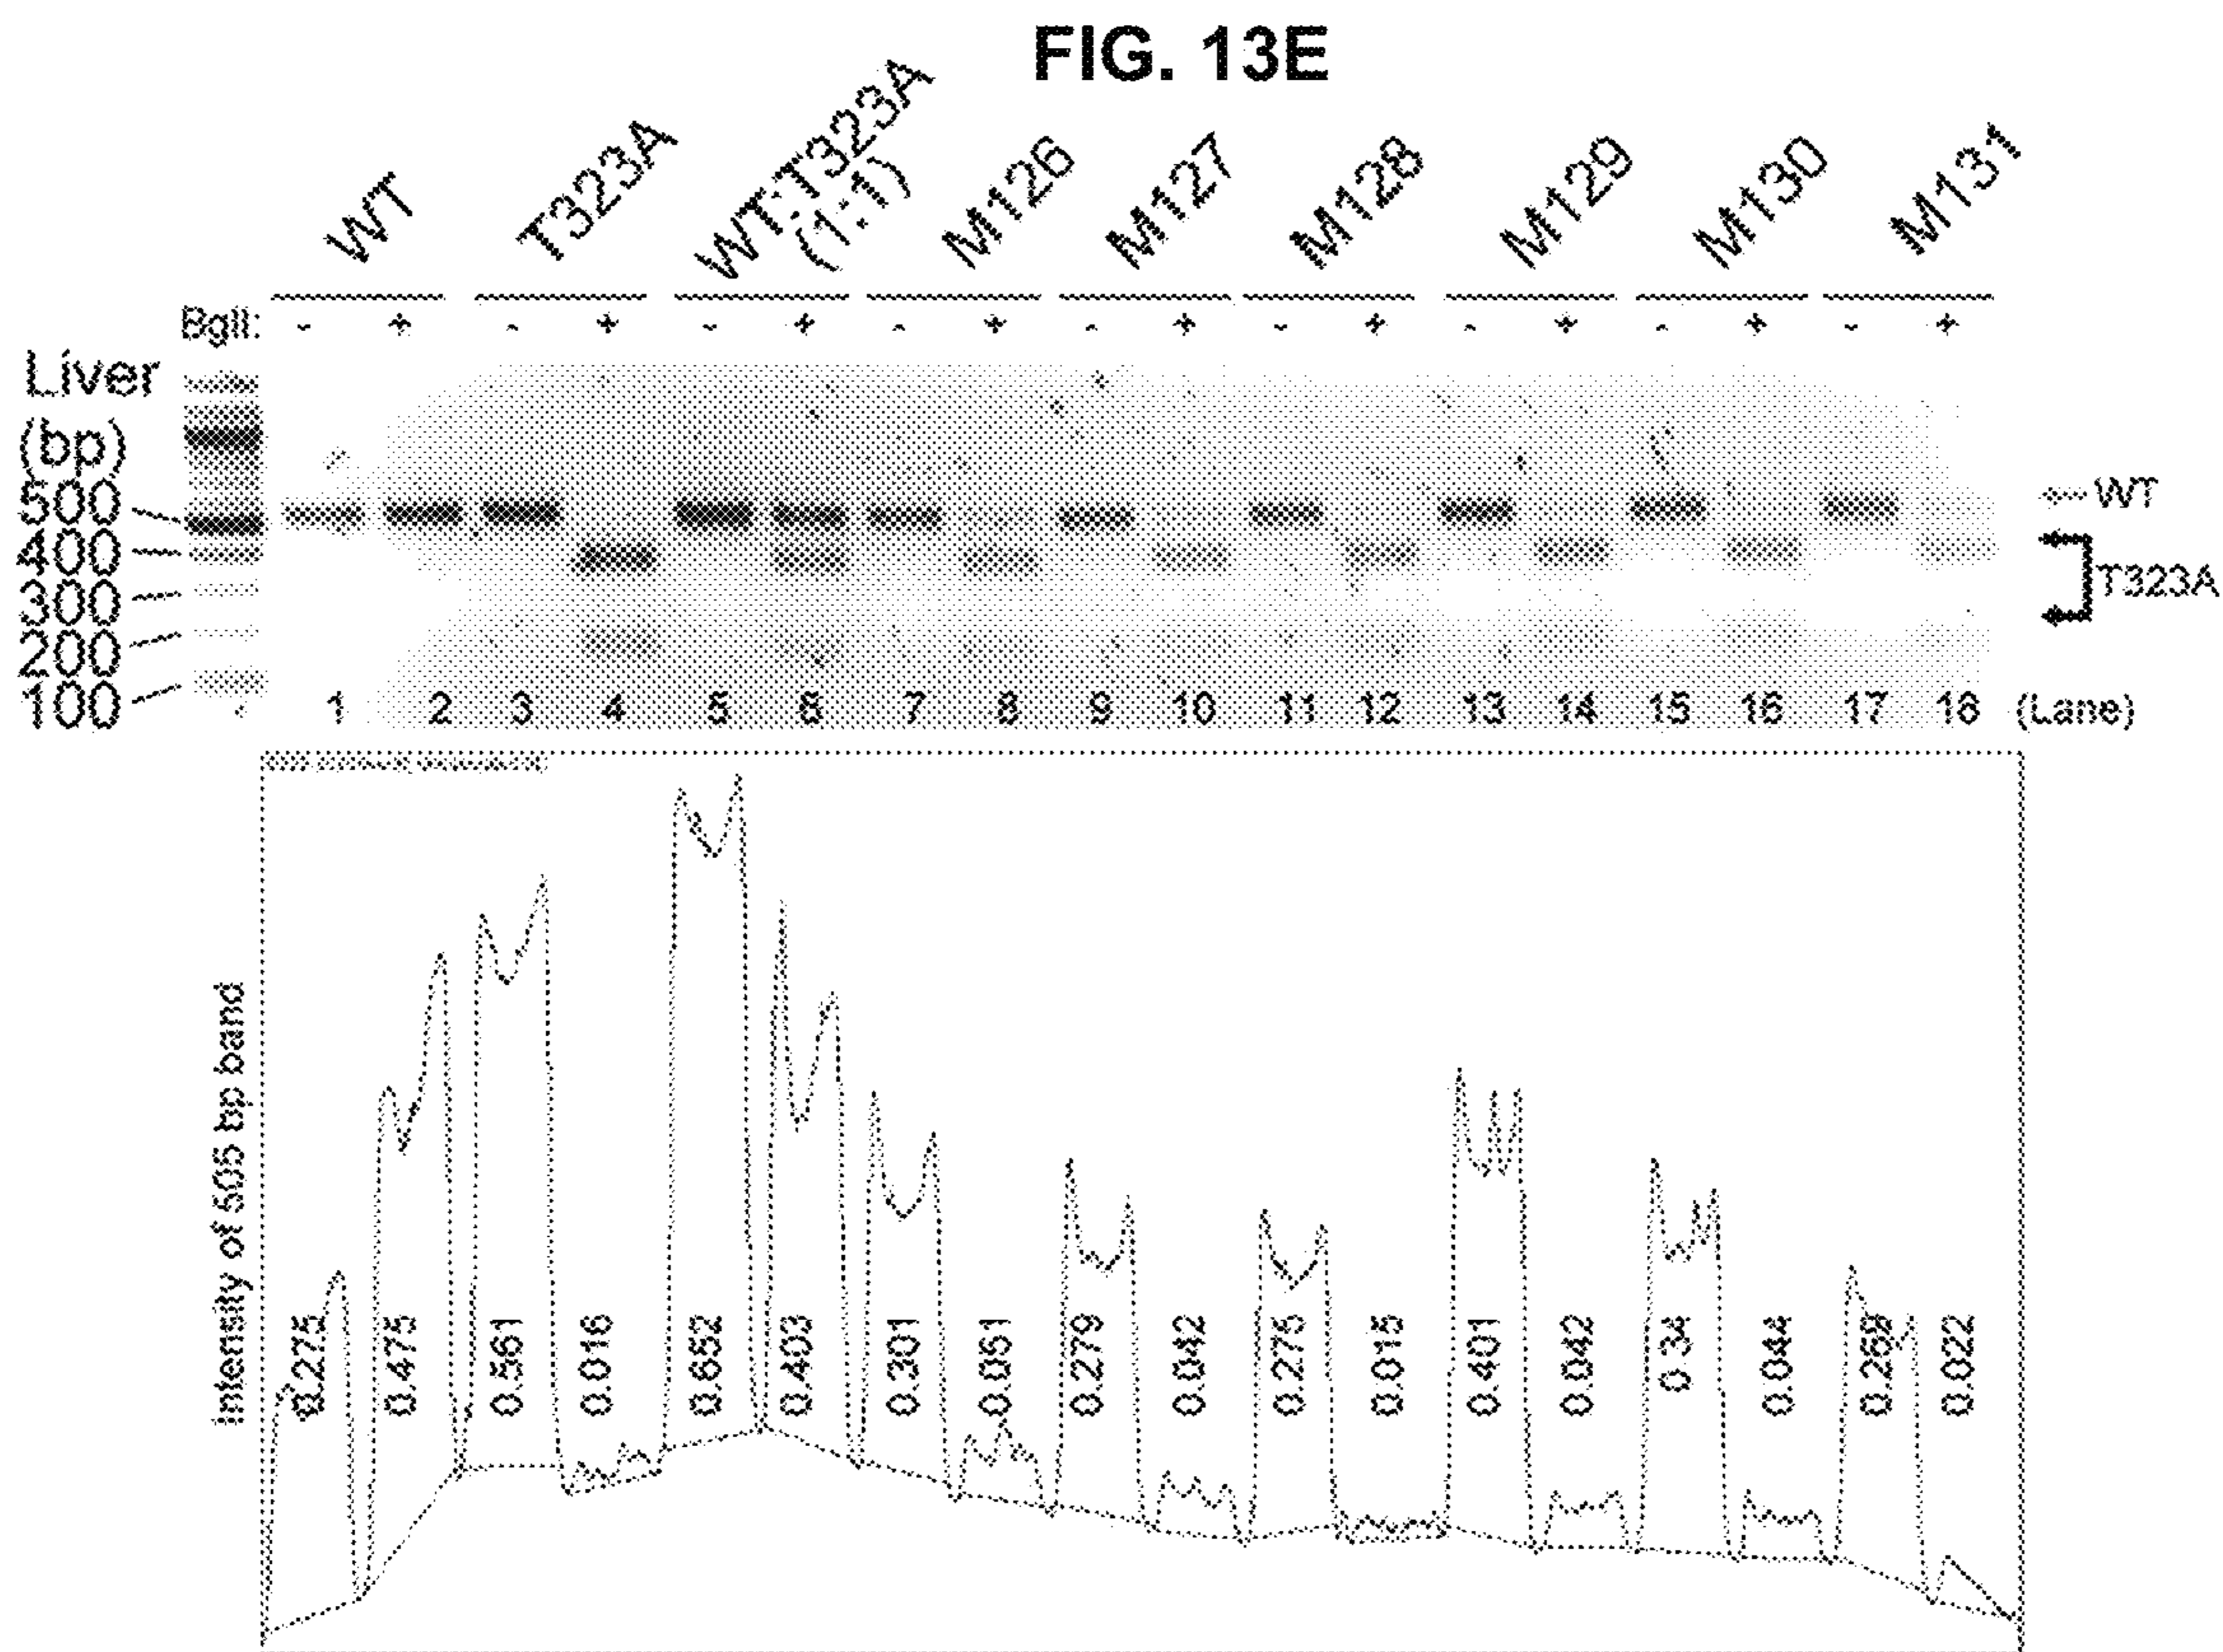 FIG. 13E
WT T323A WT:T323A (1:1) M126 M127 M128 M129 M130 M131
BglI: - + - + - + - + - + - + - + - + - +
Liver
(bp)
500
400
300
200
100
WT
T323A
1 2 3 4 5 6 7 8 9 10 11 12 13 14 15 16 17 18 (Lane)
Intensity of 505 bp band
0.275 0.475 0.561 0.016 0.652 0.403 0.301 0.051 0.279 0.042 0.275 0.015 0.401 0.042 0.34 0.044 0.259 0.022